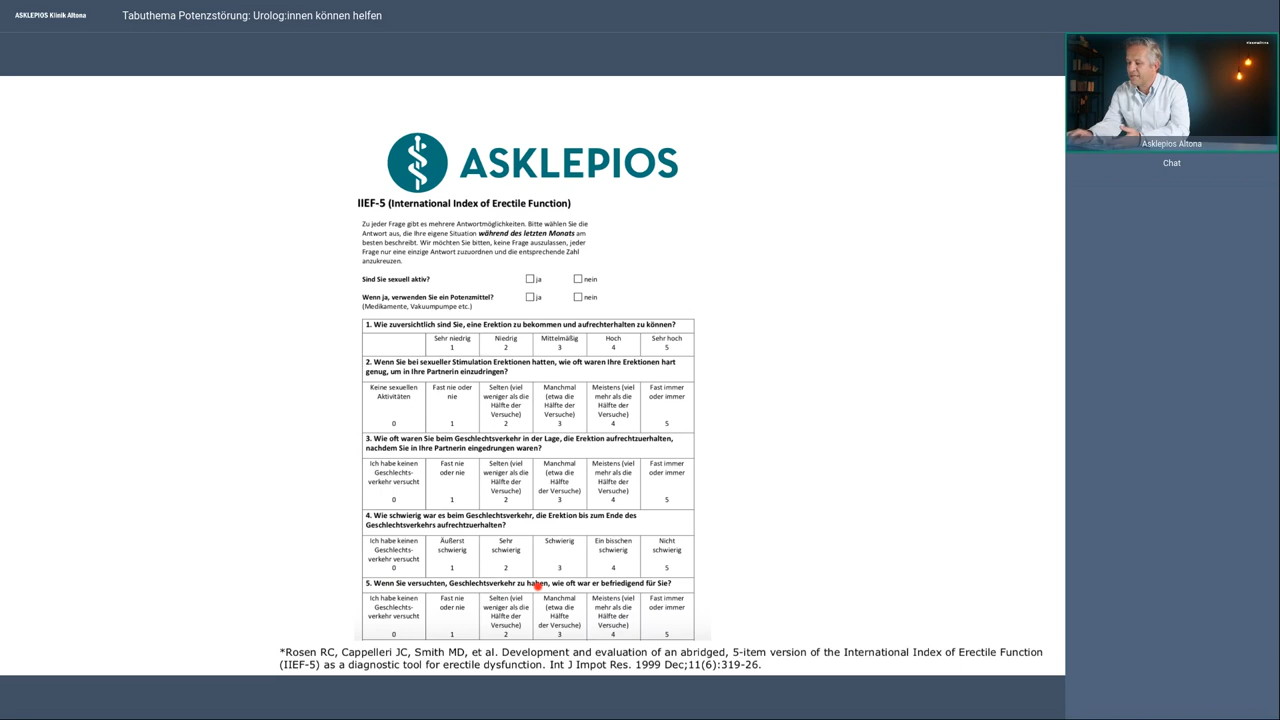 ASKLEPIOS Klinik Altona
Tabuthema Potenzstörung: Urolog:innen können helfen
Asklepios Altona
Chat
ASKLEPIOS
IIEF-5 (International Index of Erectile Function)
Zu jeder Frage gibt es mehrere Antwortmöglichkeiten. Bitte wählen Sie die
Antwort aus, die Ihre eigene Situation während des letzten Monats am
besten beschreibt. Wir möchten Sie bitten, keine Frage auszulassen, jeder
Frage nur eine einzige Antwort zuzuordnen und die entsprechende Zahl
anzukreuzen.
Sind Sie sexuell aktiv? ja nein
Wenn ja, verwenden Sie ein Potenzmittel? ja nein
(Medikamente, Vakuumpumpe etc.)
1. Wie zuversichtlich sind Sie, eine Erektion zu bekommen und aufrechterhalten zu können?
Sehr niedrig Niedrig Mittelmäßig Hoch Sehr hoch
1 2 3 4 5
2. Wenn Sie bei sexueller Stimulation Erektionen hatten, wie oft waren Ihre Erektionen hart
genug, um in Ihre Partnerin einzudringen?
Keine sexuellen Fast nie oder Selten (viel Manchmal Meistens (viel Fast immer
Aktivitäten nie weniger als die (etwa die mehr als die oder immer
Hälfte der Hälfte der Hälfte der
Versuche) Versuche) Versuche)
0 1 2 3 4 5
3. Wie oft waren Sie beim Geschlechtsverkehr in der Lage, die Erektion aufrechtzuerhalten,
nachdem Sie in Ihre Partnerin eingedrungen waren?
Ich habe keinen Fast nie Selten (viel Manchmal Meistens (viel Fast immer
Geschlechts- oder nie weniger als die (etwa die mehr als die oder immer
verkehr versucht Hälfte der Hälfte Hälfte der
Versuche) der Versuche) Versuche)
0 1 2 3 4 5
4. Wie schwierig war es beim Geschlechtsverkehr, die Erektion bis zum Ende des
Geschlechtsverkehrs aufrechtzuerhalten?
Ich habe keinen Äußerst Sehr Schwierig Ein bisschen Nicht
Geschlechts- schwierig schwierig schwierig schwierig
verkehr versucht
0 1 2 3 4 5
5. Wenn Sie versuchten, Geschlechtsverkehr zu haben, wie oft war er befriedigend für Sie?
Ich habe keinen Fast nie Selten (viel Manchmal Meistens (viel Fast immer
Geschlechts- oder nie weniger als die (etwa die mehr als die oder immer
verkehr versucht Hälfte der Hälfte Hälfte der
Versuche) der Versuche) Versuche)
0 1 2 3 4 5
*Rosen RC, Cappelleri JC, Smith MD, et al. Development and evaluation of an abridged, 5-item version of the International Index of Erectile Function
(IIEF-5) as a diagnostic tool for erectile dysfunction. Int J Impot Res. 1999 Dec;11(6):319-26.